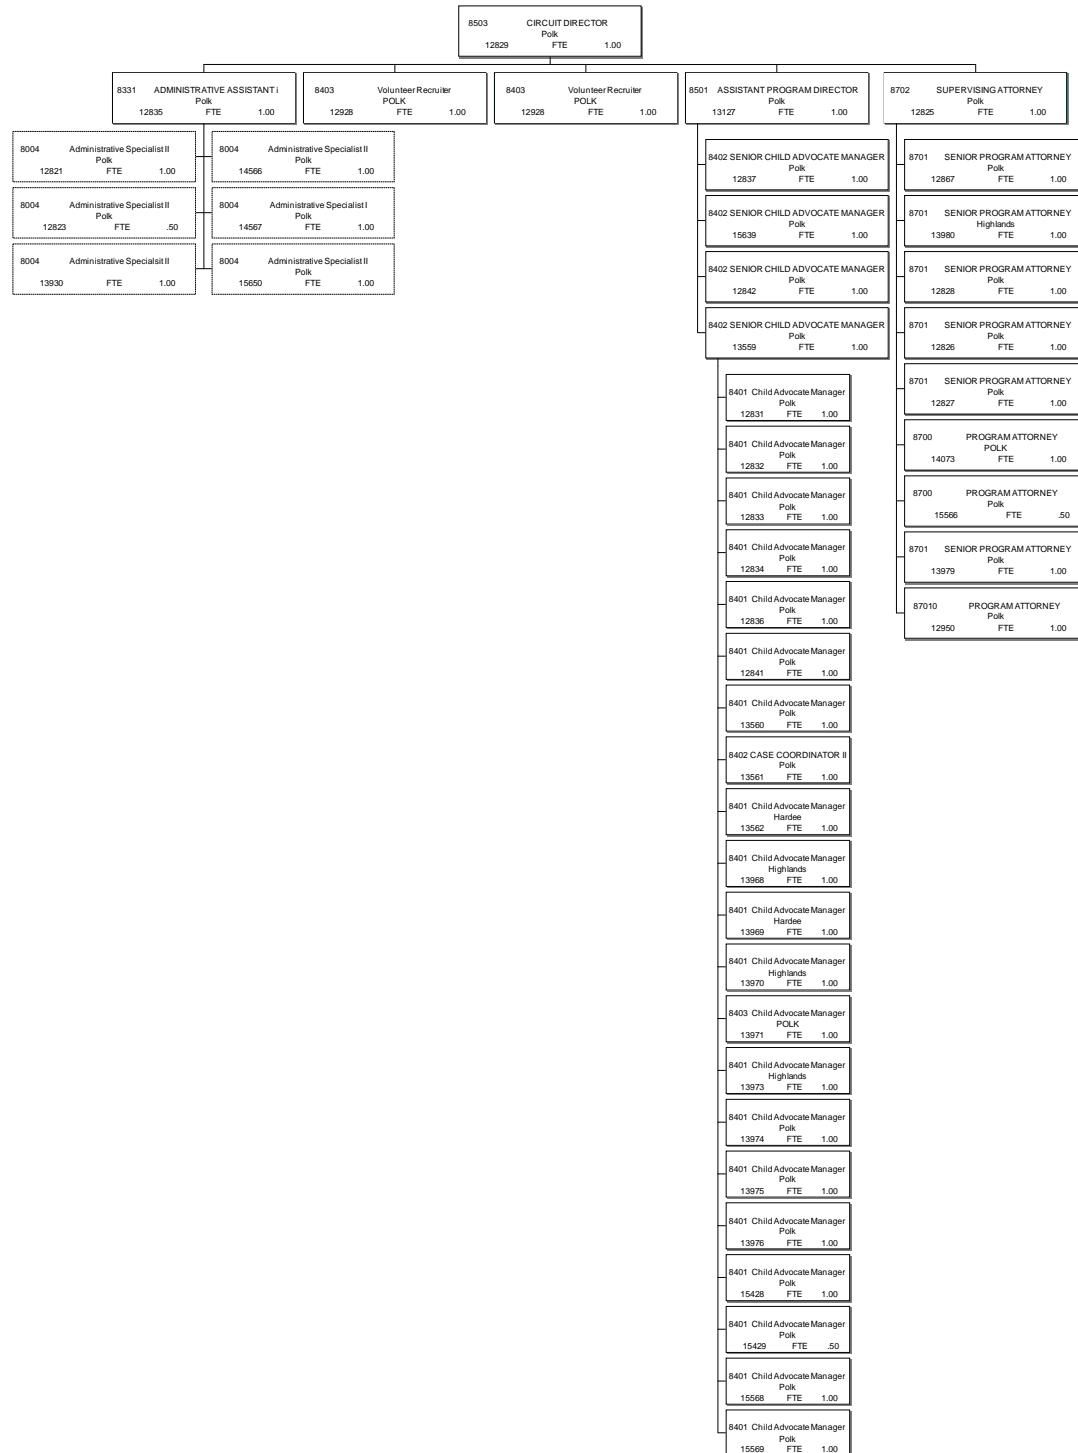 8503 CIRCUIT DIRECTOR
Polk
12829 FTE 1.00
8331 ADMINISTRATIVE ASSISTANT i
Polk
12835 FTE 1.00
8403 Volunteer Recruiter
POLK
12928 FTE 1.00
8403 Volunteer Recruiter
POLK
12928 FTE 1.00
8501 ASSISTANT PROGRAM DIRECTOR
Polk
13127 FTE 1.00
8702 SUPERVISING ATTORNEY
Polk
12825 FTE 1.00
8004 Administrative Specialist II
Polk
12821 FTE 1.00
8004 Administrative Specialist II
Polk
14566 FTE 1.00
8004 Administrative Specialist II
Polk
12823 FTE .50
8004 Administrative Specialist I
Polk
14567 FTE 1.00
8004 Administrative Specialsit II
13930 FTE 1.00
8004 Administrative Specialist II
Polk
15650 FTE 1.00
8402 SENIOR CHILD ADVOCATE MANAGER
Polk
12837 FTE 1.00
8402 SENIOR CHILD ADVOCATE MANAGER
Polk
15639 FTE 1.00
8402 SENIOR CHILD ADVOCATE MANAGER
Polk
12842 FTE 1.00
8402 SENIOR CHILD ADVOCATE MANAGER
Polk
13559 FTE 1.00
8401 Child Advocate Manager
Polk
12831 FTE 1.00
8401 Child Advocate Manager
Polk
12832 FTE 1.00
8401 Child Advocate Manager
Polk
12833 FTE 1.00
8401 Child Advocate Manager
Polk
12834 FTE 1.00
8401 Child Advocate Manager
Polk
12836 FTE 1.00
8401 Child Advocate Manager
Polk
12841 FTE 1.00
8401 Child Advocate Manager
Polk
13560 FTE 1.00
8402 CASE COORDINATOR II
Polk
13561 FTE 1.00
8401 Child Advocate Manager
Hardee
13562 FTE 1.00
8401 Child Advocate Manager
Highlands
13968 FTE 1.00
8401 Child Advocate Manager
Hardee
13969 FTE 1.00
8401 Child Advocate Manager
Highlands
13970 FTE 1.00
8403 Child Advocate Manager
POLK
13971 FTE 1.00
8401 Child Advocate Manager
Highlands
13973 FTE 1.00
8401 Child Advocate Manager
Polk
13974 FTE 1.00
8401 Child Advocate Manager
Polk
13975 FTE 1.00
8401 Child Advocate Manager
Polk
13976 FTE 1.00
8401 Child Advocate Manager
Polk
15428 FTE 1.00
8401 Child Advocate Manager
Polk
15429 FTE .50
8401 Child Advocate Manager
Polk
15568 FTE 1.00
8401 Child Advocate Manager
Polk
15569 FTE 1.00
8701 SENIOR PROGRAM ATTORNEY
Polk
12867 FTE 1.00
8701 SENIOR PROGRAM ATTORNEY
Highlands
13980 FTE 1.00
8701 SENIOR PROGRAM ATTORNEY
Polk
12828 FTE 1.00
8701 SENIOR PROGRAM ATTORNEY
Polk
12826 FTE 1.00
8701 SENIOR PROGRAM ATTORNEY
Polk
12827 FTE 1.00
8700 PROGRAM ATTORNEY
POLK
14073 FTE 1.00
8700 PROGRAM ATTORNEY
Polk
15566 FTE .50
8701 SENIOR PROGRAM ATTORNEY
Polk
13979 FTE 1.00
87010 PROGRAM ATTORNEY
Polk
12950 FTE 1.00